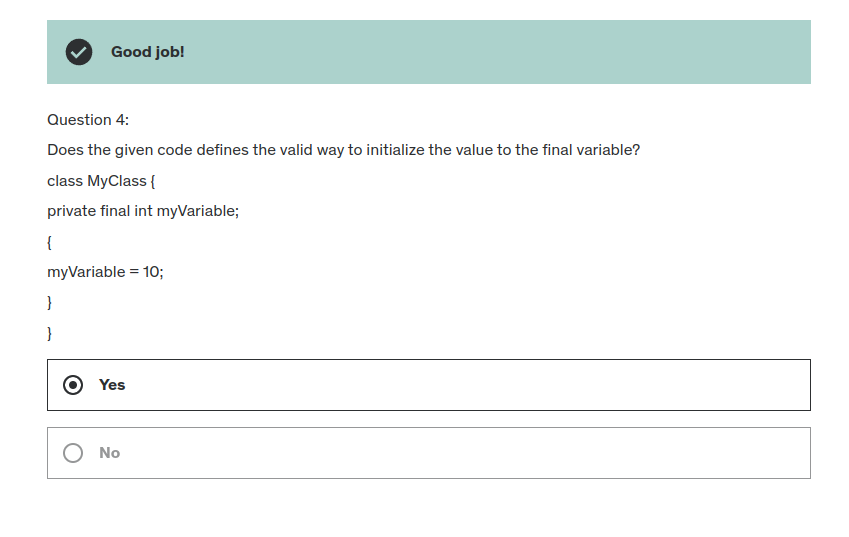 Good job!
Question 4:
Does the given code defines the valid way to initialize the value to the final variable?
class MyClass {
private final int myVariable;
{
myVariable = 10;
}
}
Yes
No